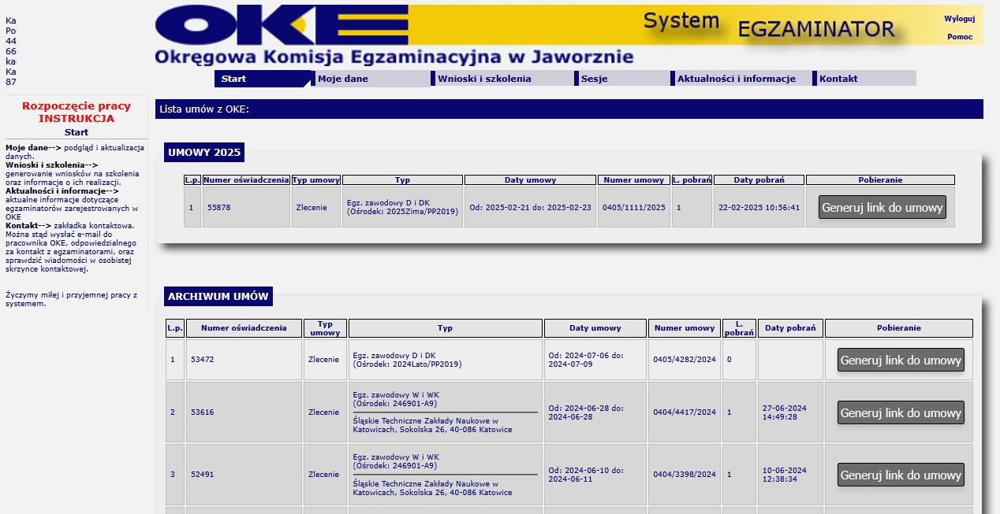 Ka
Po
44
66
ka
Ka
87
OKE
Okręgowa Komisja Egzaminacyjna w Jaworznie
System EGZAMINATOR
Wyloguj
Pomoc
Start Moje dane Wnioski i szkolenia Sesje Aktualności i informacje Kontakt
Rozpoczęcie pracy
INSTRUKCJA
Start
Moje dane--> podgląd i aktualizacja
danych.
Wnioski i szkolenia-->
generowanie wniosków na szkolenia
oraz informacje o ich realizacji.
Aktualności i informacje-->
aktualne informacje dotyczące
egzaminatorów zarejestrowanych w
OKE
Kontakt--> zakładka kontaktowa.
Można stąd wysłać e-mail do
pracownika OKE, odpowiedzialnego
za kontakt z egzaminatorami, oraz
sprawdzić wiadomości w osobistej
skrzynce kontaktowej.
Życzymy miłej i przyjemnej pracy z
systemem.
Lista umów z OKE:
UMOWY 2025
L.p. Numer oświadczenia Typ umowy Typ Daty umowy Numer umowy L. pobrań Daty pobrań Pobieranie
1 55878 Zlecenie Egz. zawodowy D i DK
(Ośrodek: 2025Zima/PP2019) Od: 2025-02-21 do: 2025-02-23 0405/1111/2025 1 22-02-2025 10:56:41 Generuj link do umowy
ARCHIWUM UMÓW
L.p. Numer oświadczenia Typ
umowy Typ Daty umowy Numer umowy L.
pobrań Daty pobrań Pobieranie
1 53472 Zlecenie Egz. zawodowy D i DK
(Ośrodek: 2024Lato/PP2019) Od: 2024-07-06 do:
2024-07-09 0405/4282/2024 0 Generuj link do umowy
2 53616 Zlecenie Egz. zawodowy W i WK
(Ośrodek: 246901-A9)
Śląskie Techniczne Zakłady Naukowe w
Katowicach, Sokolska 26, 40-086 Katowice Od: 2024-06-28 do:
2024-06-28 0404/4417/2024 1 27-06-2024
14:49:28 Generuj link do umowy
3 52491 Zlecenie Egz. zawodowy W i WK
(Ośrodek: 246901-A9)
Śląskie Techniczne Zakłady Naukowe w
Katowicach, Sokolska 26, 40-086 Katowice Od: 2024-06-10 do:
2024-06-11 0404/3398/2024 1 10-06-2024
12:38:34 Generuj link do umowy